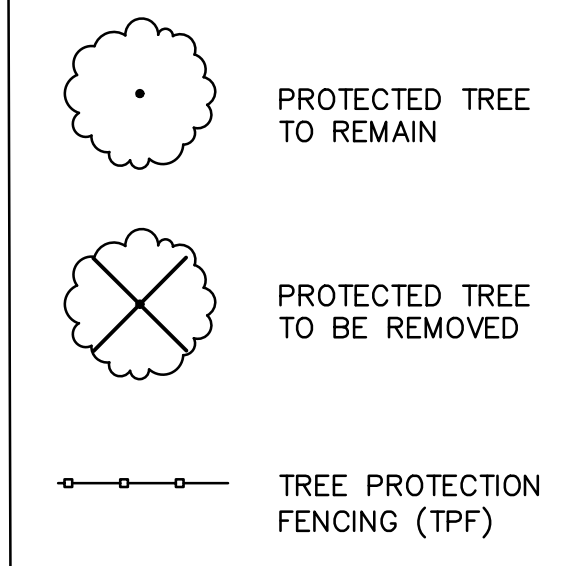 PROTECTED TREE
TO REMAIN
PROTECTED TREE
TO BE REMOVED
TREE PROTECTION
FENCING (TPF)